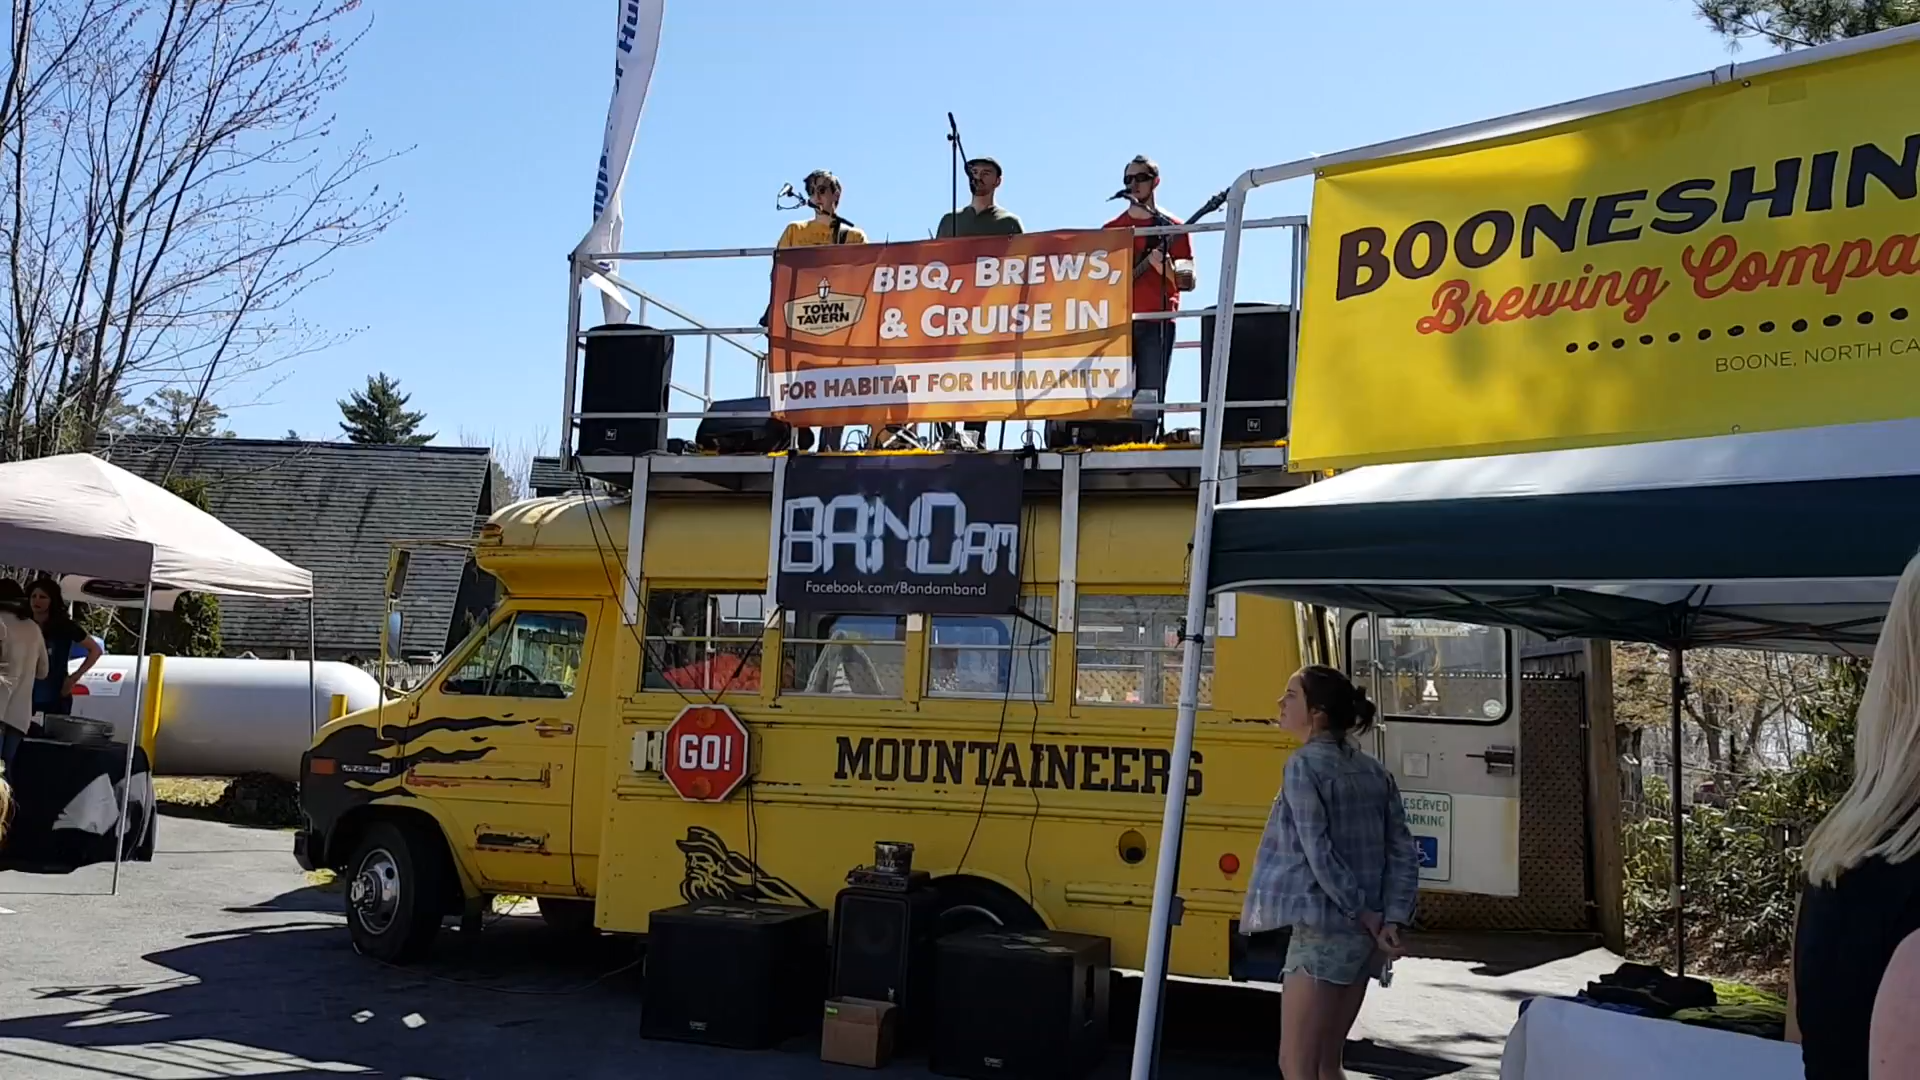 BBQ, BREWS,
& CRUISE IN
THE
TOWN
TAVERN
FOR HABITAT FOR HUMANITY
BOONESHIN
Brewing Compa
BOONE, NORTH CA
BANDAM
Facebook.com/Bandamband
GO!
MOUNTAINEERS
RESERVED
PARKING